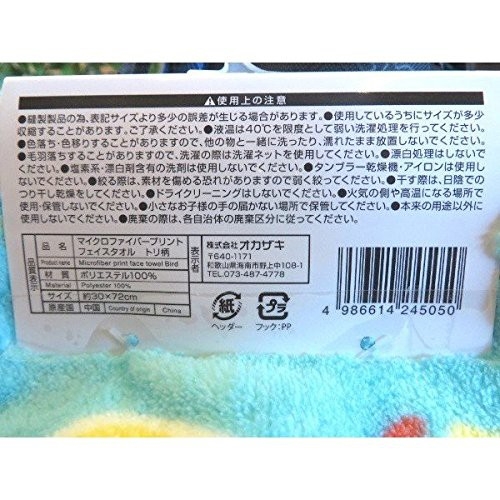 ⚠使用上の注意
●縫製製品の為、表記サイズより多少の誤差が生じる場合があります。●使用しているうちにサイズが多少
収縮することがあります。ご了承ください。●液温は40℃を限度として弱い洗濯処理を行ってください。
●色落ち・色移りすることがありますので、他の物と一緒に洗ったり、濡れたまま放置しないでください。
●毛羽落ちすることがありますので、洗濯の際は洗濯ネットを使用してください。●漂白処理はしない
でください。●塩素系・漂白剤含有の洗剤は使用しないでください。●タンブラー乾燥機・アイロンは使用し
ないでください。●絞る際は、素材を傷める恐れがありますので弱く絞ってください。●干す際は、日陰での
つり干し乾燥をしてください。●ドライクリーニングはしないでください。●火気の側や高温になる場所
で使用・保管しないでください。●小さなお子様の手の届かない場所で保管してください。●本来の用途以外に
使用しないでください。●廃棄の際は、各自治体の廃棄区分に従ってください。
品質表示
品名
Product name
マイクロファイバープリント
フェイスタオル トリ柄
Microfiber print face towel Bird
材質
Material
ポリエステル100%
Polyester 100%
サイズ
約30×72cm
原産国
中国
Country of origin
China
表示者
株式会社オカザキ
〒640-1171
和歌山県海南市野上中108-1
TEL.073-487-4778
紙
ヘッダー
プラ
フック:PP
4 986614 245050